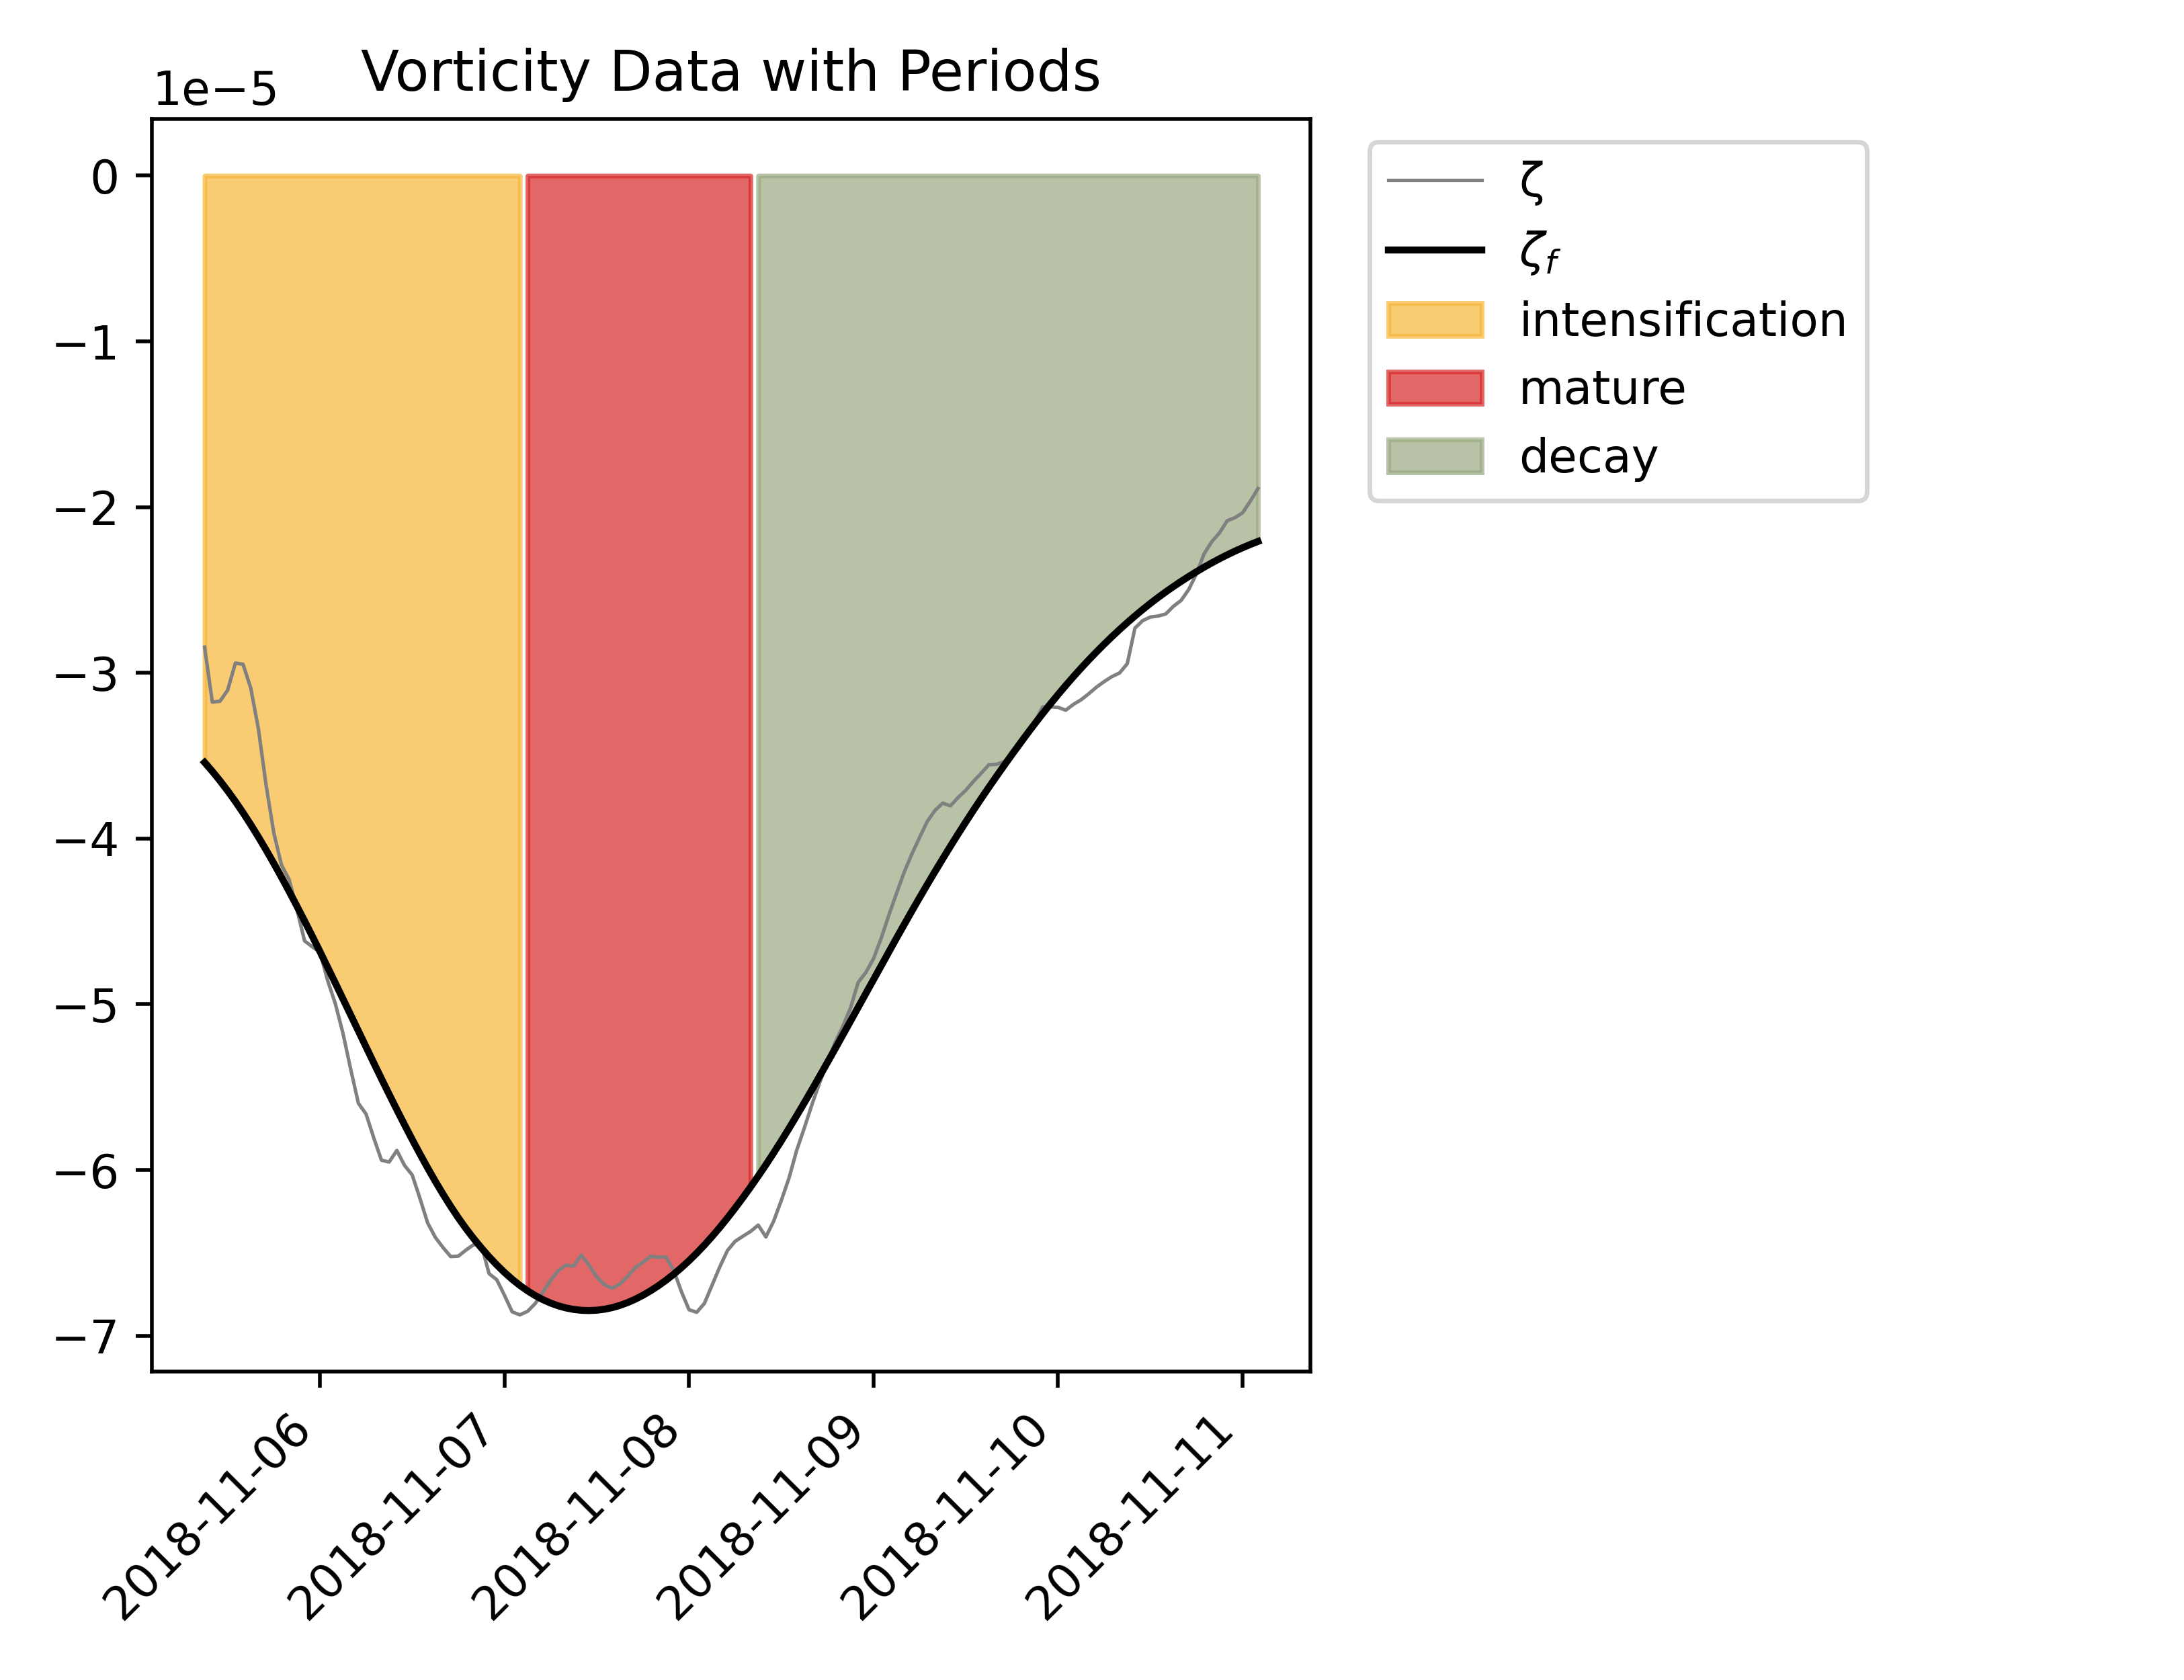 Vorticity Data with Periods
1e−5
0
−1
−2
−3
−4
−5
−6
−7
2018-11-06
2018-11-07
2018-11-08
2018-11-09
2018-11-10
2018-11-11
ζ
ζf
intensification
mature
decay